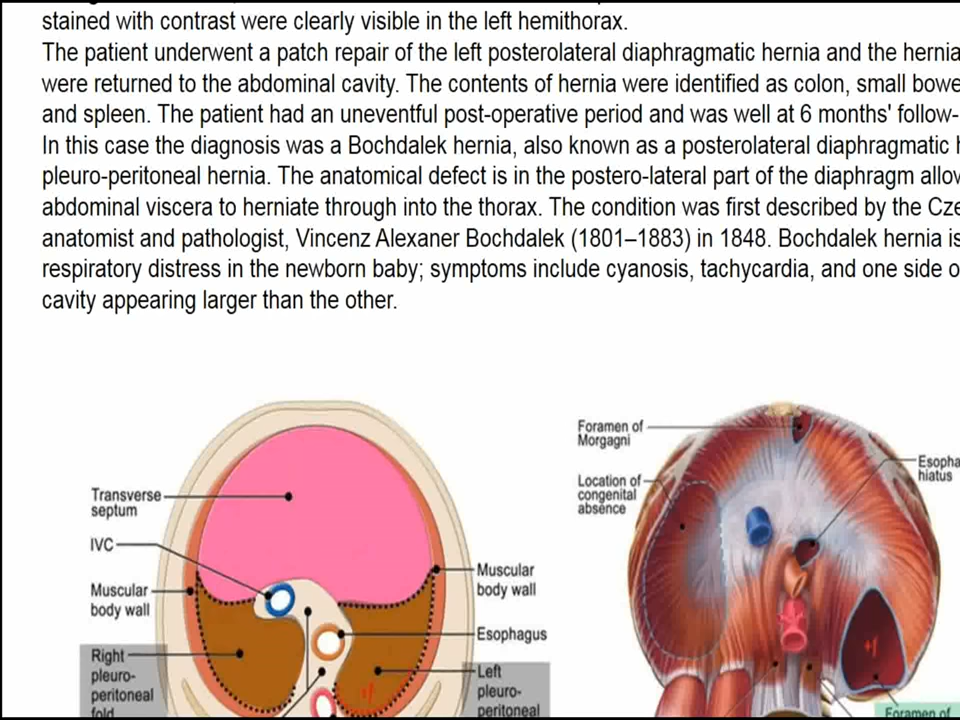 stained with contrast were clearly visible in the left hemithorax.
The patient underwent a patch repair of the left posterolateral diaphragmatic hernia and the hernia
were returned to the abdominal cavity. The contents of hernia were identified as colon, small bowe
and spleen. The patient had an uneventful post-operative period and was well at 6 months' follow-
In this case the diagnosis was a Bochdalek hernia, also known as a posterolateral diaphragmatic
pleuro-peritoneal hernia. The anatomical defect is in the postero-lateral part of the diaphragm allow
abdominal viscera to herniate through into the thorax. The condition was first described by the Cze
anatomist and pathologist, Vincenz Alexaner Bochdalek (1801–1883) in 1848. Bochdalek hernia is
respiratory distress in the newborn baby; symptoms include cyanosis, tachycardia, and one side o
cavity appearing larger than the other.
Transverse
septum
IVC
Muscular
body wall
Right
pleuro-
peritoneal
fold
Muscular
body wall
Esophagus
Left
pleuro-
peritoneal
Foramen of
Morgagni
Location of
congenital
absence
Esopha
hiatus
Foramen of